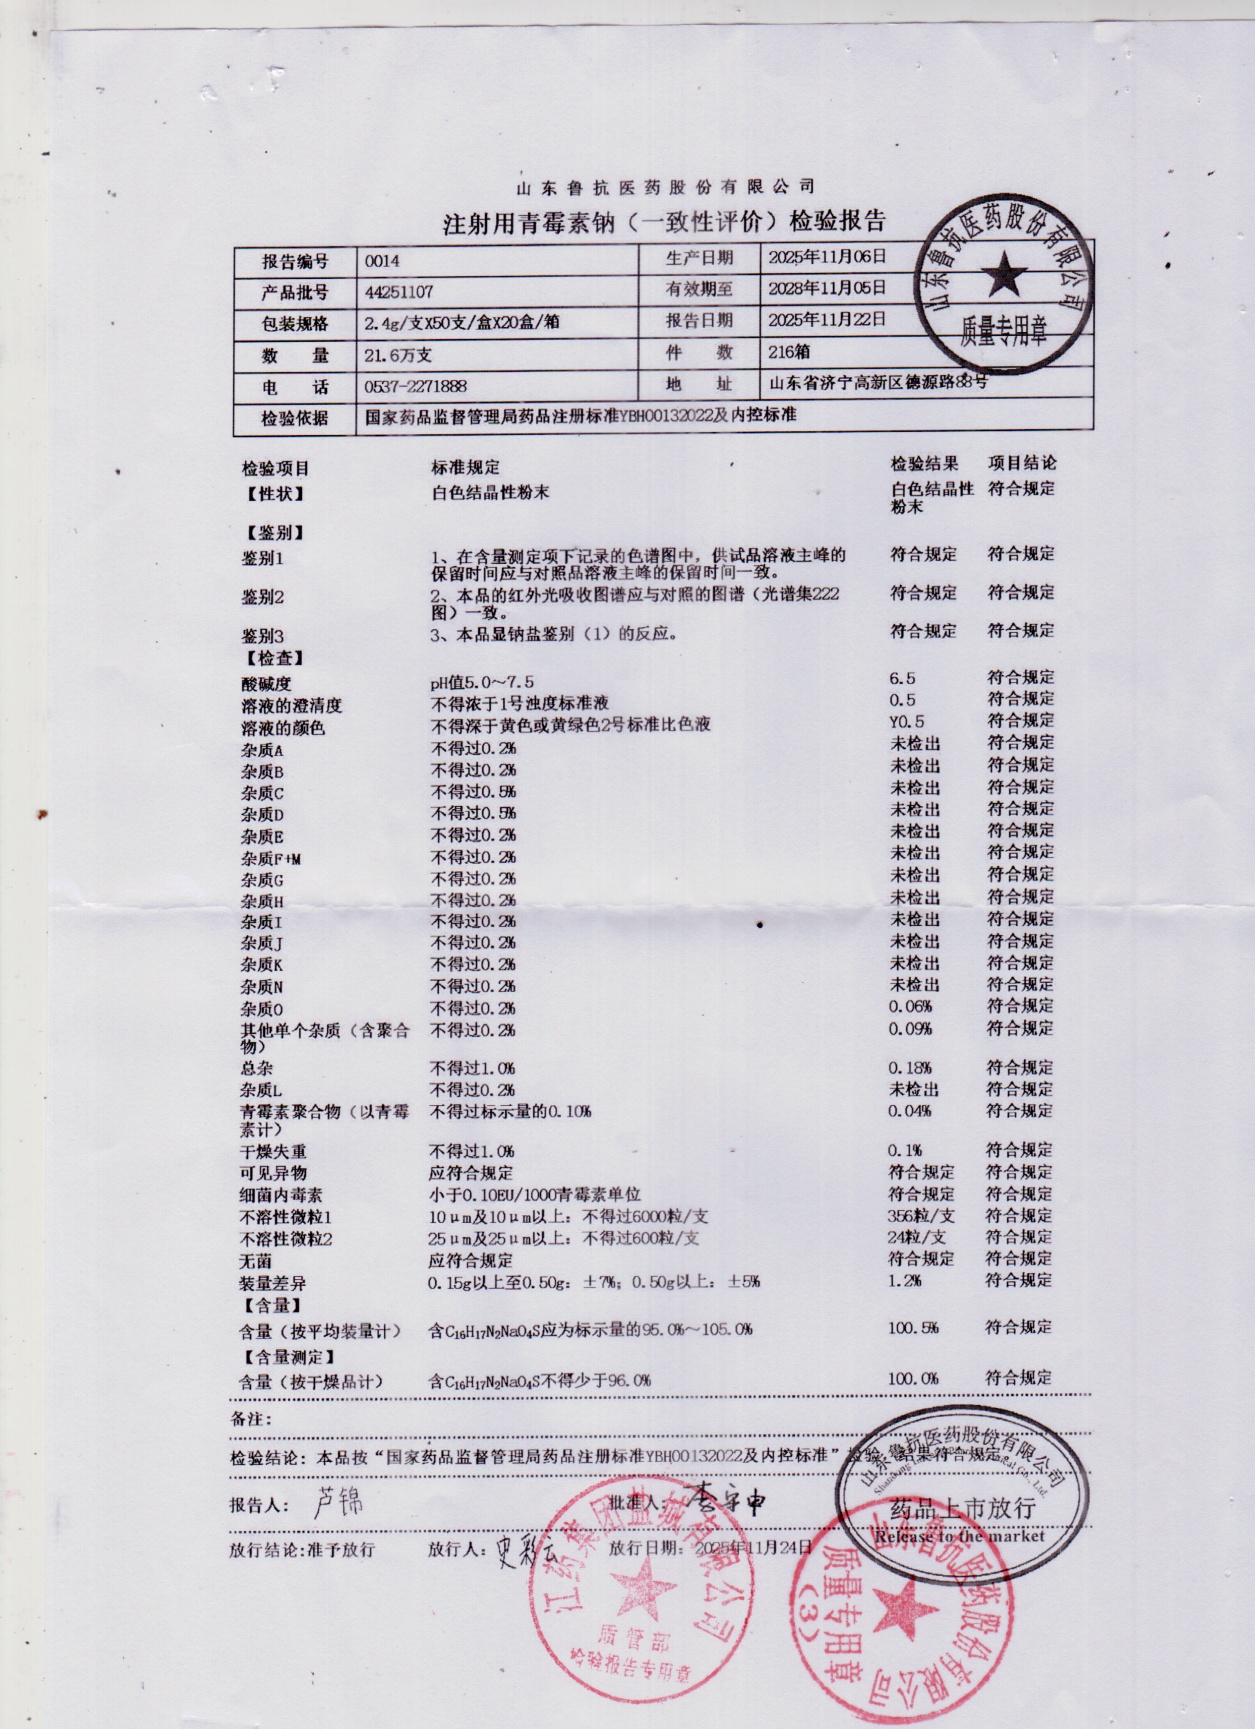 山东鲁抗医药股份有限公司
注射用青霉素钠（一致性评价）检验报告
报告编号 0014 生产日期 2025年11月06日
产品批号 44251107 有效期至 2028年11月05日
包装规格 2.4g/支X50支/盒X20盒/箱 报告日期 2025年11月22日
数 量 21.6万支 件 数 216箱
电 话 0537-2271888 地 址 山东省济宁高新区德源路88号
检验依据 国家药品监督管理局药品注册标准YBH00132022及内控标准
山东鲁抗医药股份有限公司
质量专用章
检验项目 标准规定 检验结果 项目结论
【性状】 白色结晶性粉末 白色结晶性 符合规定
粉末
【鉴别】
鉴别1 1、在含量测定项下记录的色谱图中，供试品溶液主峰的 符合规定 符合规定
保留时间应与对照品溶液主峰的保留时间一致。
鉴别2 2、本品的红外光吸收图谱应与对照的图谱（光谱集222 符合规定 符合规定
图）一致。
鉴别3 3、本品显钠盐鉴别（1）的反应。 符合规定 符合规定
【检查】
酸碱度 pH值5.0～7.5 6.5 符合规定
溶液的澄清度 不得浓于1号浊度标准液 0.5 符合规定
溶液的颜色 不得深于黄色或黄绿色2号标准比色液 Y0.5 符合规定
杂质A 不得过0.2% 未检出 符合规定
杂质B 不得过0.2% 未检出 符合规定
杂质C 不得过0.5% 未检出 符合规定
杂质D 不得过0.5% 未检出 符合规定
杂质E 不得过0.2% 未检出 符合规定
杂质F+M 不得过0.2% 未检出 符合规定
杂质G 不得过0.2% 未检出 符合规定
杂质H 不得过0.2% 未检出 符合规定
杂质I 不得过0.2% 未检出 符合规定
杂质J 不得过0.2% 未检出 符合规定
杂质K 不得过0.2% 未检出 符合规定
杂质N 不得过0.2% 未检出 符合规定
杂质O 不得过0.2% 0.06% 符合规定
其他单个杂质（含聚合 不得过0.2% 0.09% 符合规定
物）
总杂 不得过1.0% 0.18% 符合规定
杂质L 不得过0.2% 未检出 符合规定
青霉素聚合物（以青霉 不得过标示量的0.10% 0.04% 符合规定
素计）
干燥失重 不得过1.0% 0.1% 符合规定
可见异物 应符合规定 符合规定 符合规定
细菌内毒素 小于0.10EU/1000青霉素单位 符合规定 符合规定
不溶性微粒1 10μm及10μm以上：不得过6000粒/支 356粒/支 符合规定
不溶性微粒2 25μm及25μm以上：不得过600粒/支 24粒/支 符合规定
无菌 应符合规定 符合规定 符合规定
装量差异 0.15g以上至0.50g：±7%；0.50g以上：±5% 1.2% 符合规定
【含量】
含量（按平均装量计） 含C₁₆H₁₇N₂NaO₄S应为标示量的95.0%～105.0% 100.5% 符合规定
【含量测定】
含量（按干燥品计） 含C₁₆H₁₇N₂NaO₄S不得少于96.0% 100.0% 符合规定
备注：
检验结论：本品按“国家药品监督管理局药品注册标准YBH00132022及内控标准”检验，结果符合规定
报告人： 芦锦 批准人： 李宇中
放行结论:准予放行 放行人： 史彩云 放行日期：2025年11月24日
山东鲁抗医药股份有限公司
药品上市放行
Release to the market
江药集团盐城有限公司
质管部
检验报告专用章
山东鲁抗医药股份有限公司
质量专用章
(3)